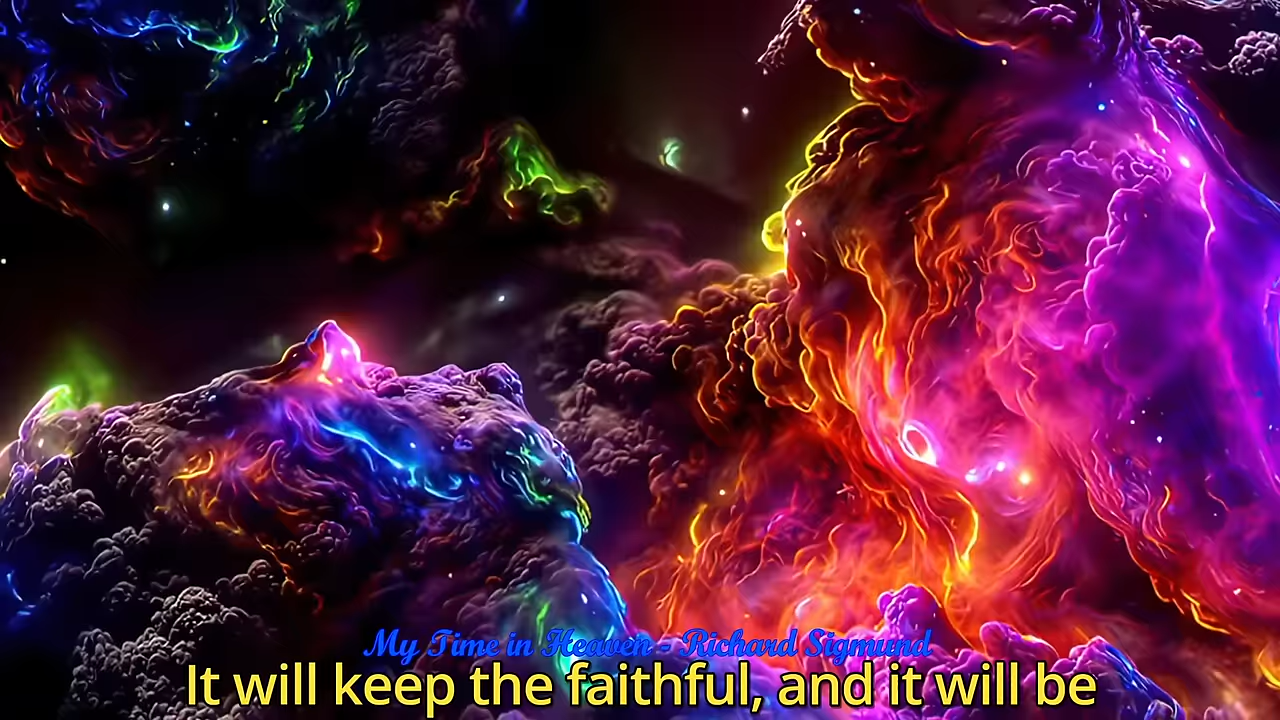 My Time in Heaven - Richard Sigmund
It will keep the faithful, and it will be